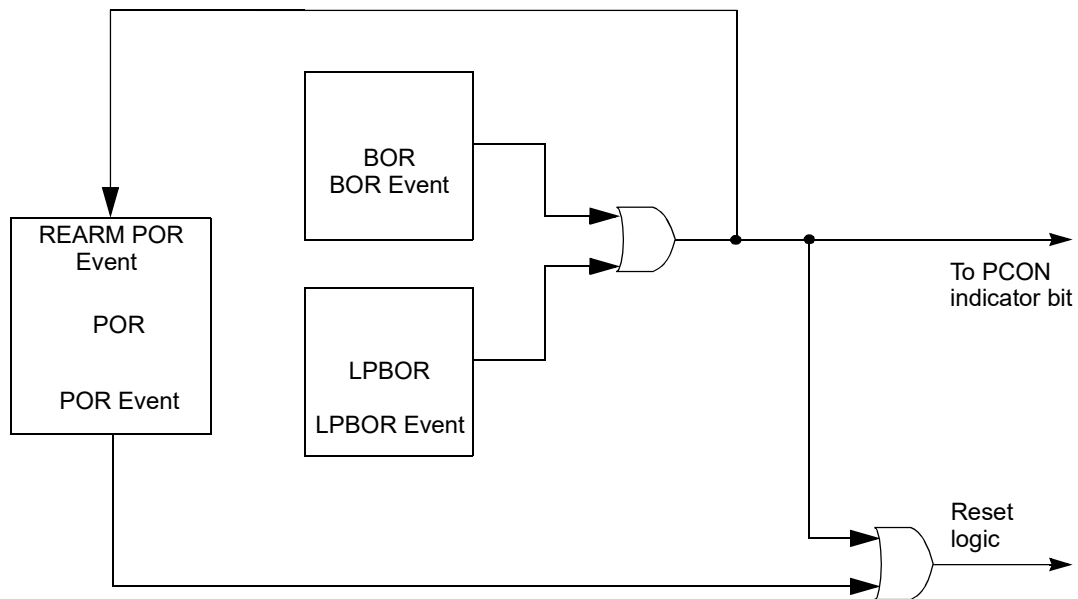 BOR
BOR Event
REARM POR
Event
POR
POR Event
LPBOR
LPBOR Event
To PCON
indicator bit
Reset
logic